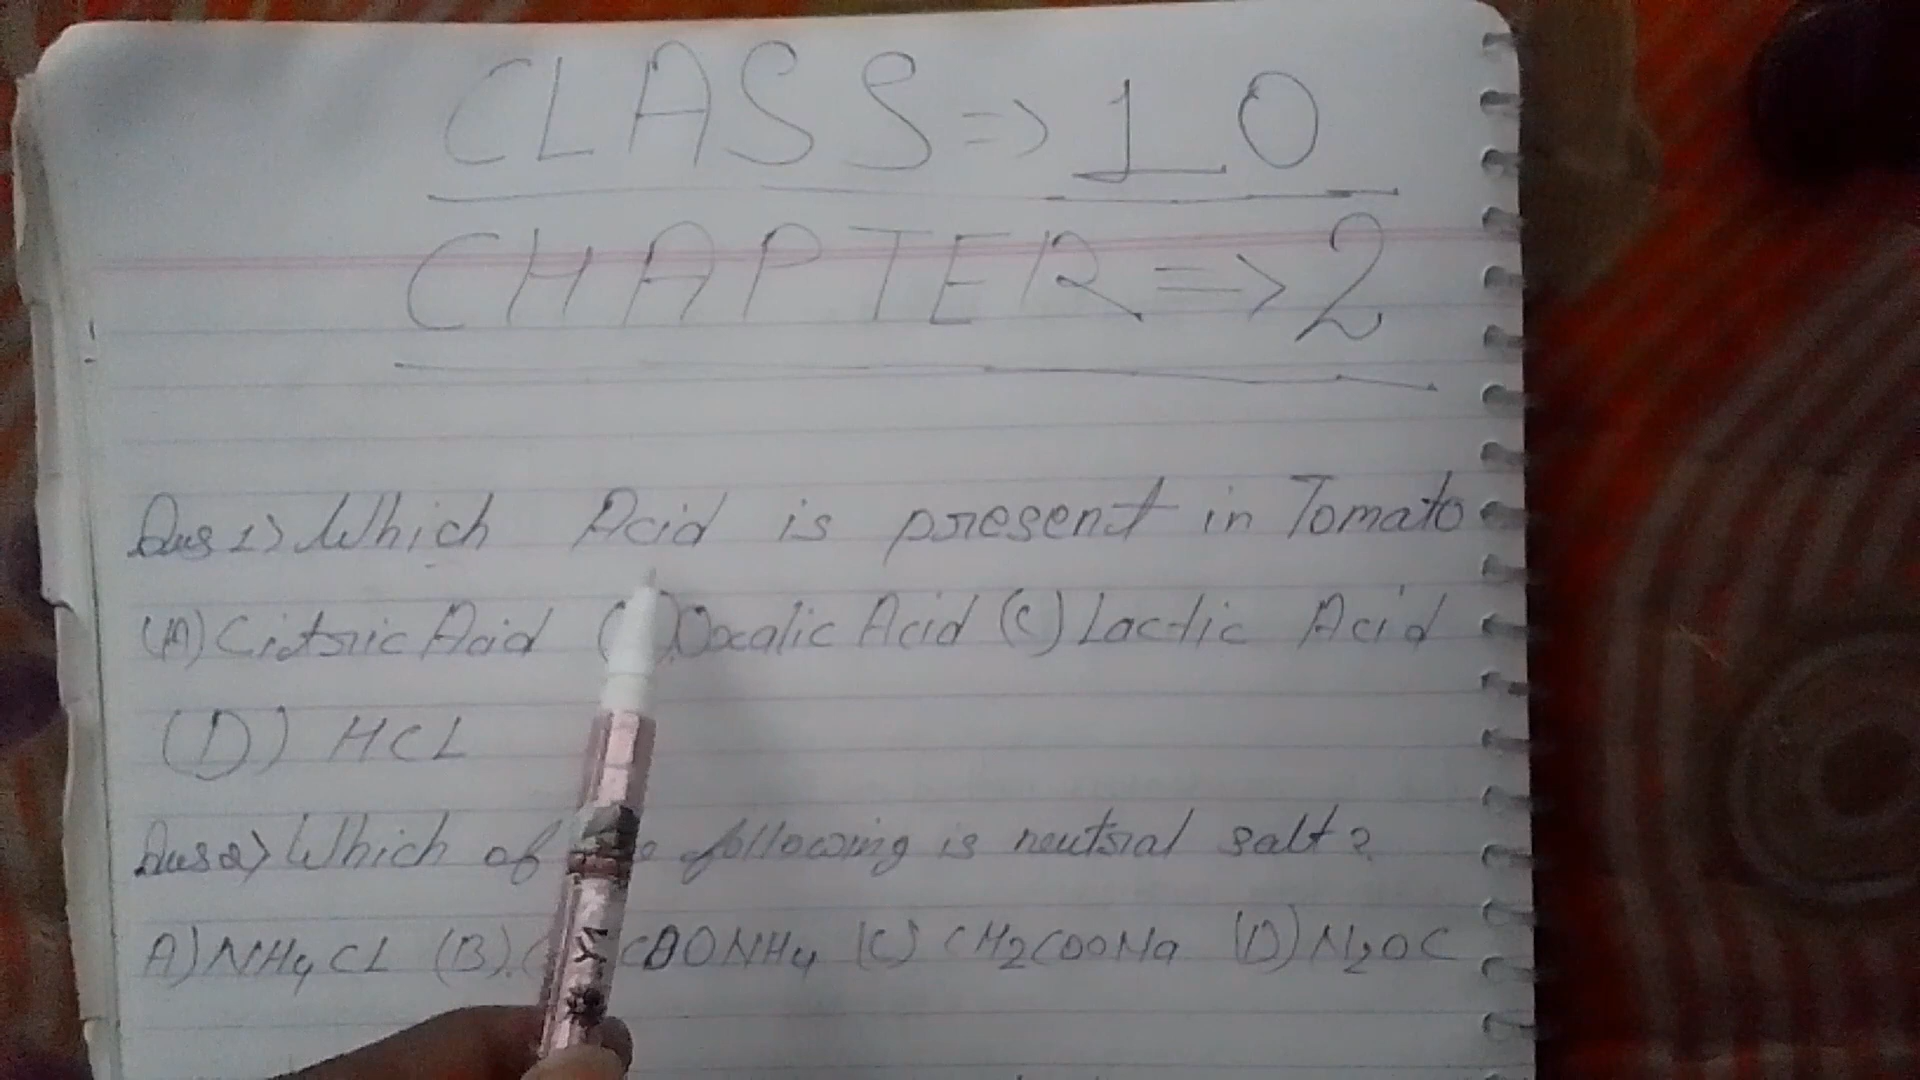 CLASS => 10
CHAPTER => 2
Ques 1) Which Acid is present in Tomato
(A) Citsric Acid ( ) Oxalic Acid (C) Lactic Acid
(D) HCL
Ques 2) Which of following is neutral salt?
A) NH4CL (B) COONH4 (C) CH2COONa (D) N2OC